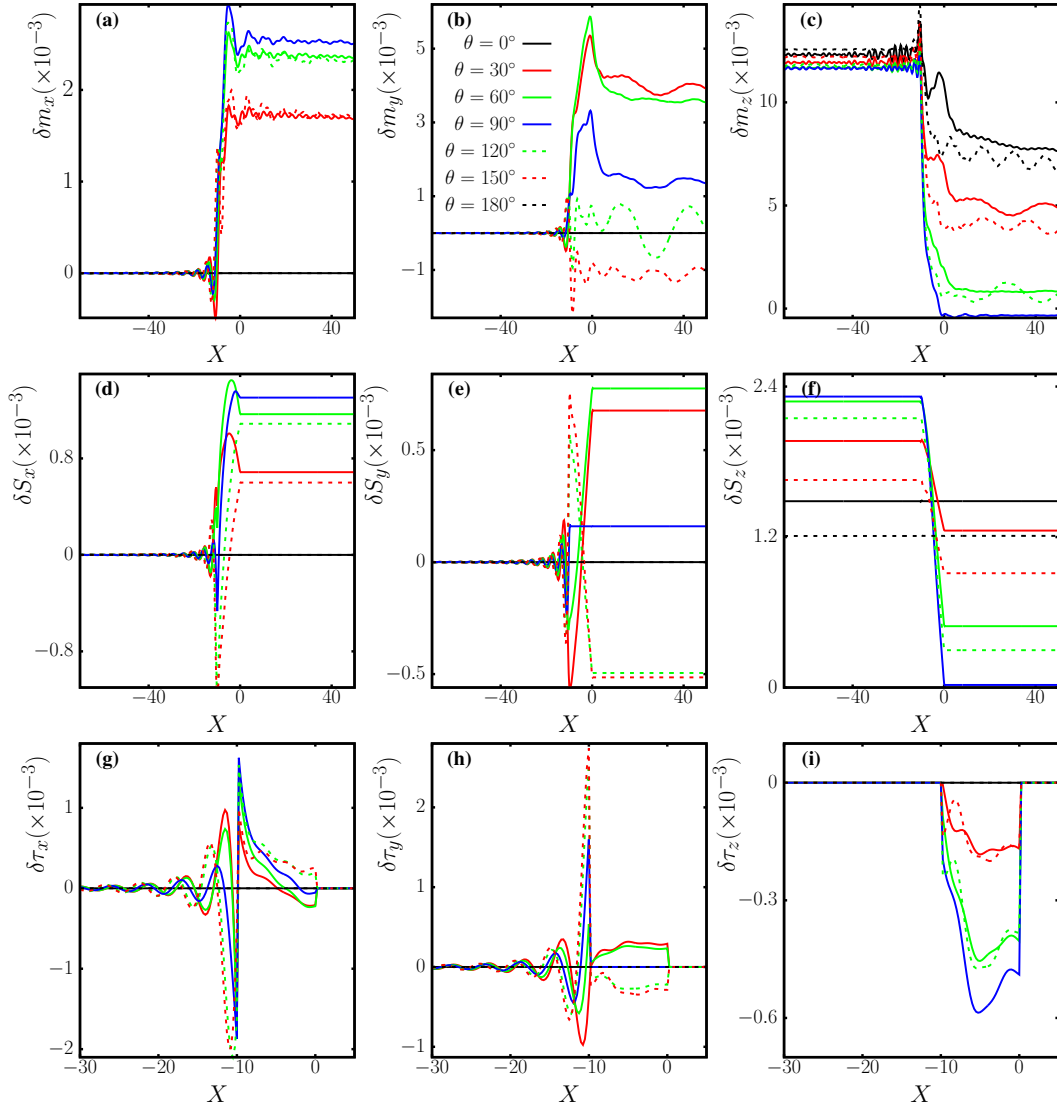 (a) (b) (c)
δm_x(×10⁻³) δm_y(×10⁻³) δm_z(×10⁻³)
2 1 0
5 3 1 −1
10 5 0
θ = 0°
θ = 30°
θ = 60°
θ = 90°
θ = 120°
θ = 150°
θ = 180°
−40 0 40 −40 0 40 −40 0 40
X X X
(d) (e) (f)
δS_x(×10⁻³) δS_y(×10⁻³) δS_z(×10⁻³)
0.8 0 −0.8
0.5 0 −0.5
2.4 1.2 0
−40 0 40 −40 0 40 −40 0 40
X X X
(g) (h) (i)
δτ_x(×10⁻³) δτ_y(×10⁻³) δτ_z(×10⁻³)
1 0 −1 −2
2 1 0 −1
0 −0.3 −0.6
−30 −20 −10 0 −30 −20 −10 0 −30 −20 −10 0
X X X